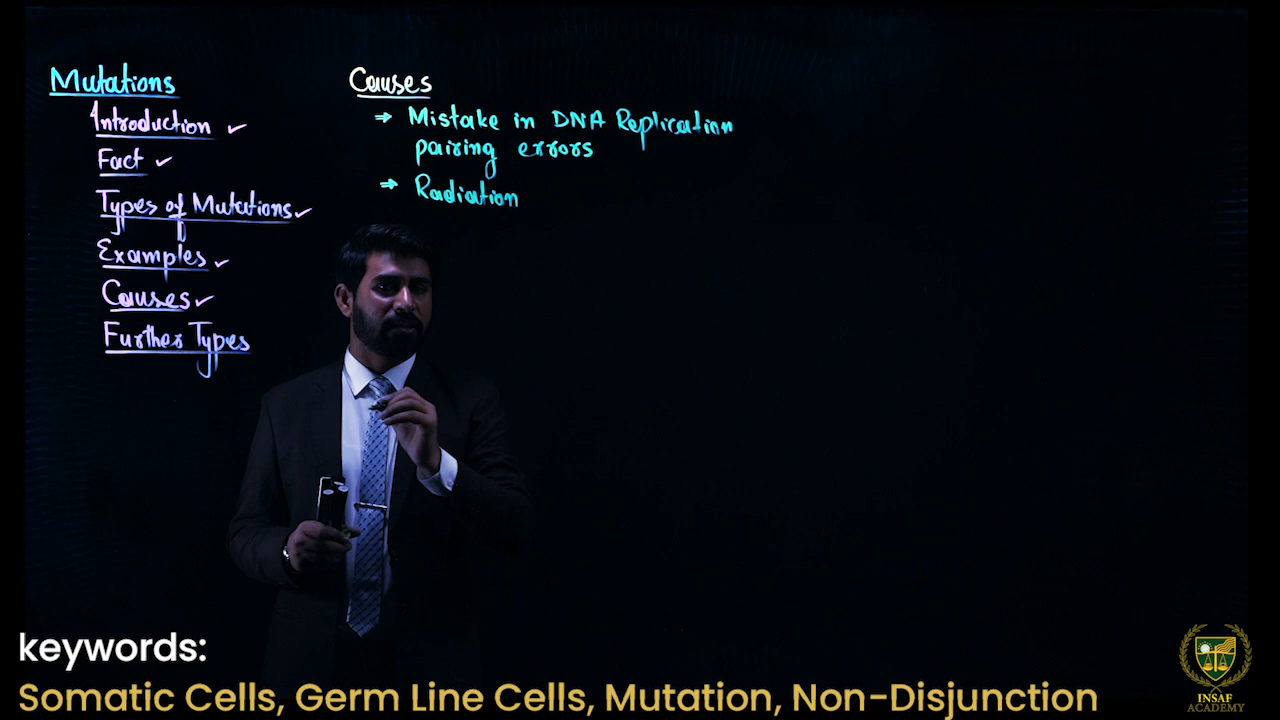 Mutations
Introduction ✓
Fact ✓
Types of Mutations ✓
Examples ✓
Causes ✓
Further Types
Causes
⇒ Mistake in DNA Replication
pairing errors
⇒ Radiation
keywords:
Somatic Cells, Germ Line Cells, Mutation, Non-Disjunction
INSAF
ACADEMY